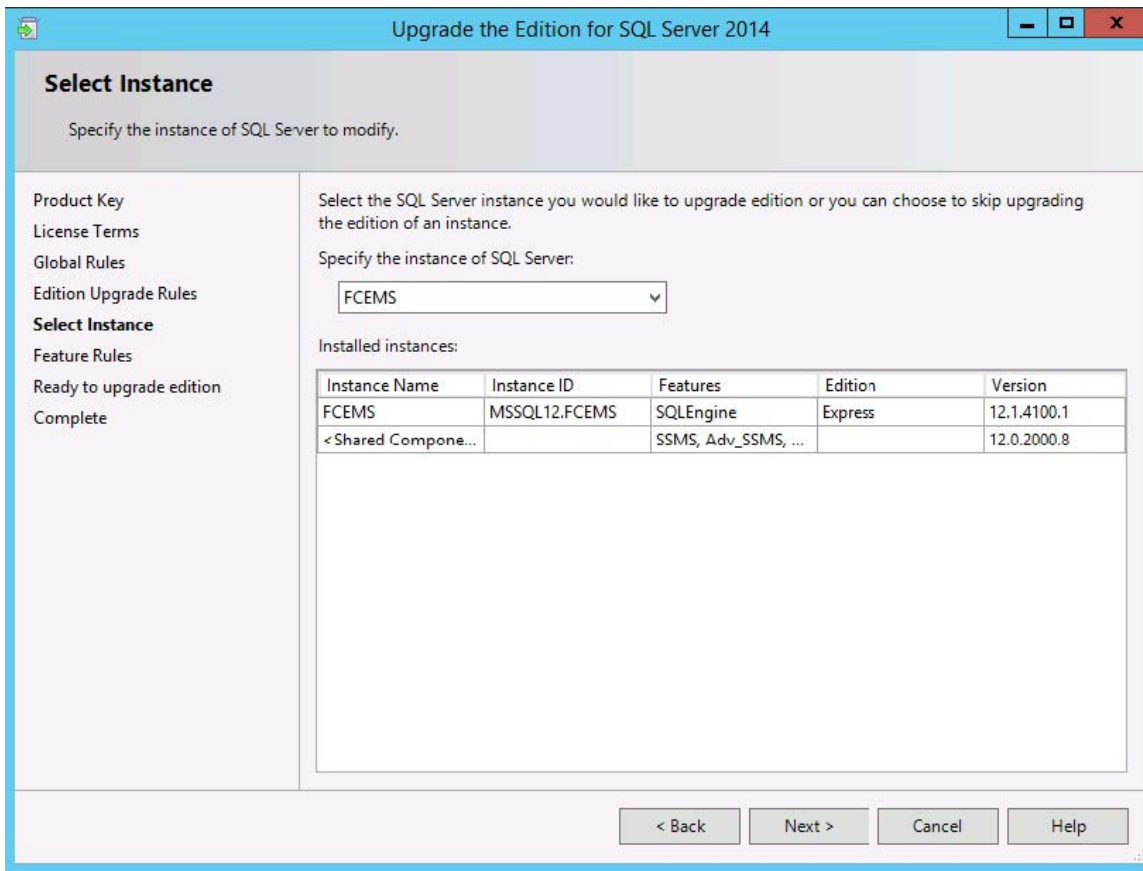 Upgrade the Edition for SQL Server 2014
Select Instance
Specify the instance of SQL Server to modify.
Product Key
License Terms
Global Rules
Edition Upgrade Rules
Select Instance
Feature Rules
Ready to upgrade edition
Complete
Select the SQL Server instance you would like to upgrade edition or you can choose to skip upgrading
the edition of an instance.
Specify the instance of SQL Server:
FCEMS
Installed instances:
Instance Name Instance ID Features Edition Version
FCEMS MSSQL12.FCEMS SQLEngine Express 12.1.4100.1
<Shared Compone... SSMS, Adv_SSMS, ... 12.0.2000.8
< Back Next > Cancel Help